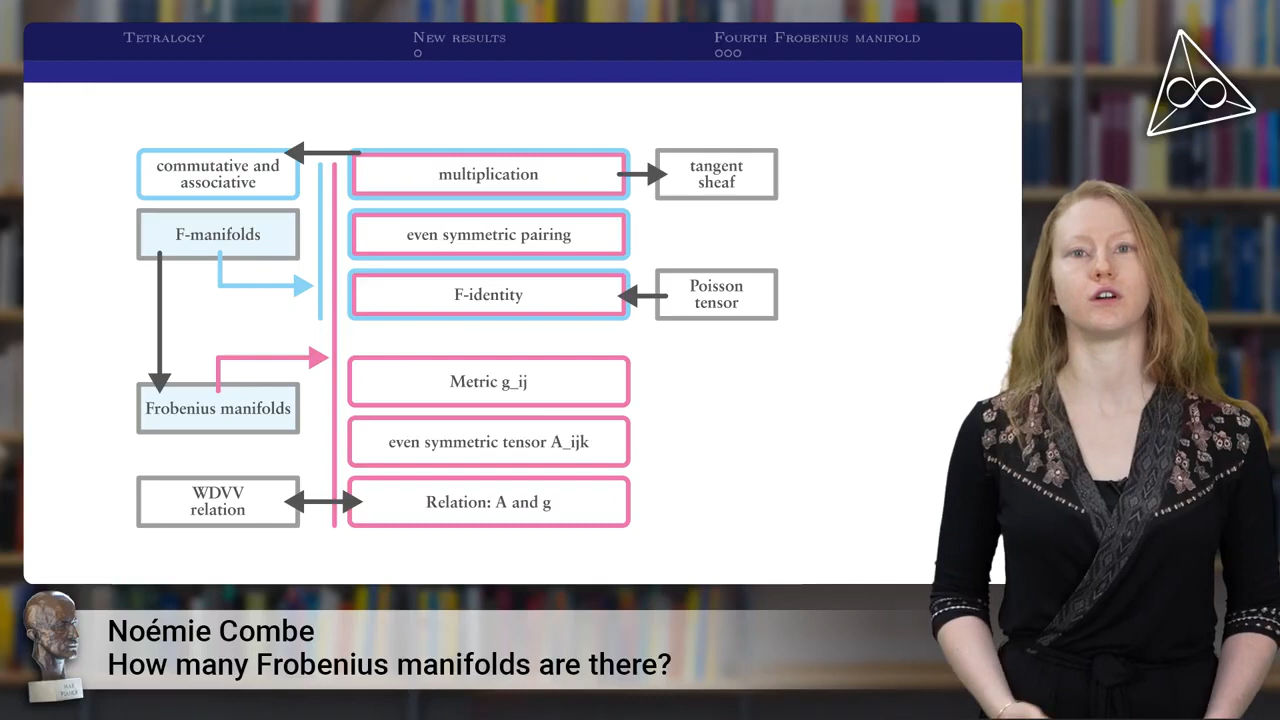 TETRALOGY
NEW RESULTS
FOURTH FROBENIUS MANIFOLD
commutative and
associative
multiplication
tangent
sheaf
F-manifolds
even symmetric pairing
F-identity
Poisson
tensor
Metric g_ij
Frobenius manifolds
even symmetric tensor A_ijk
WDVV
relation
Relation: A and g
Noémie Combe
How many Frobenius manifolds are there?
MAX
PLANCK